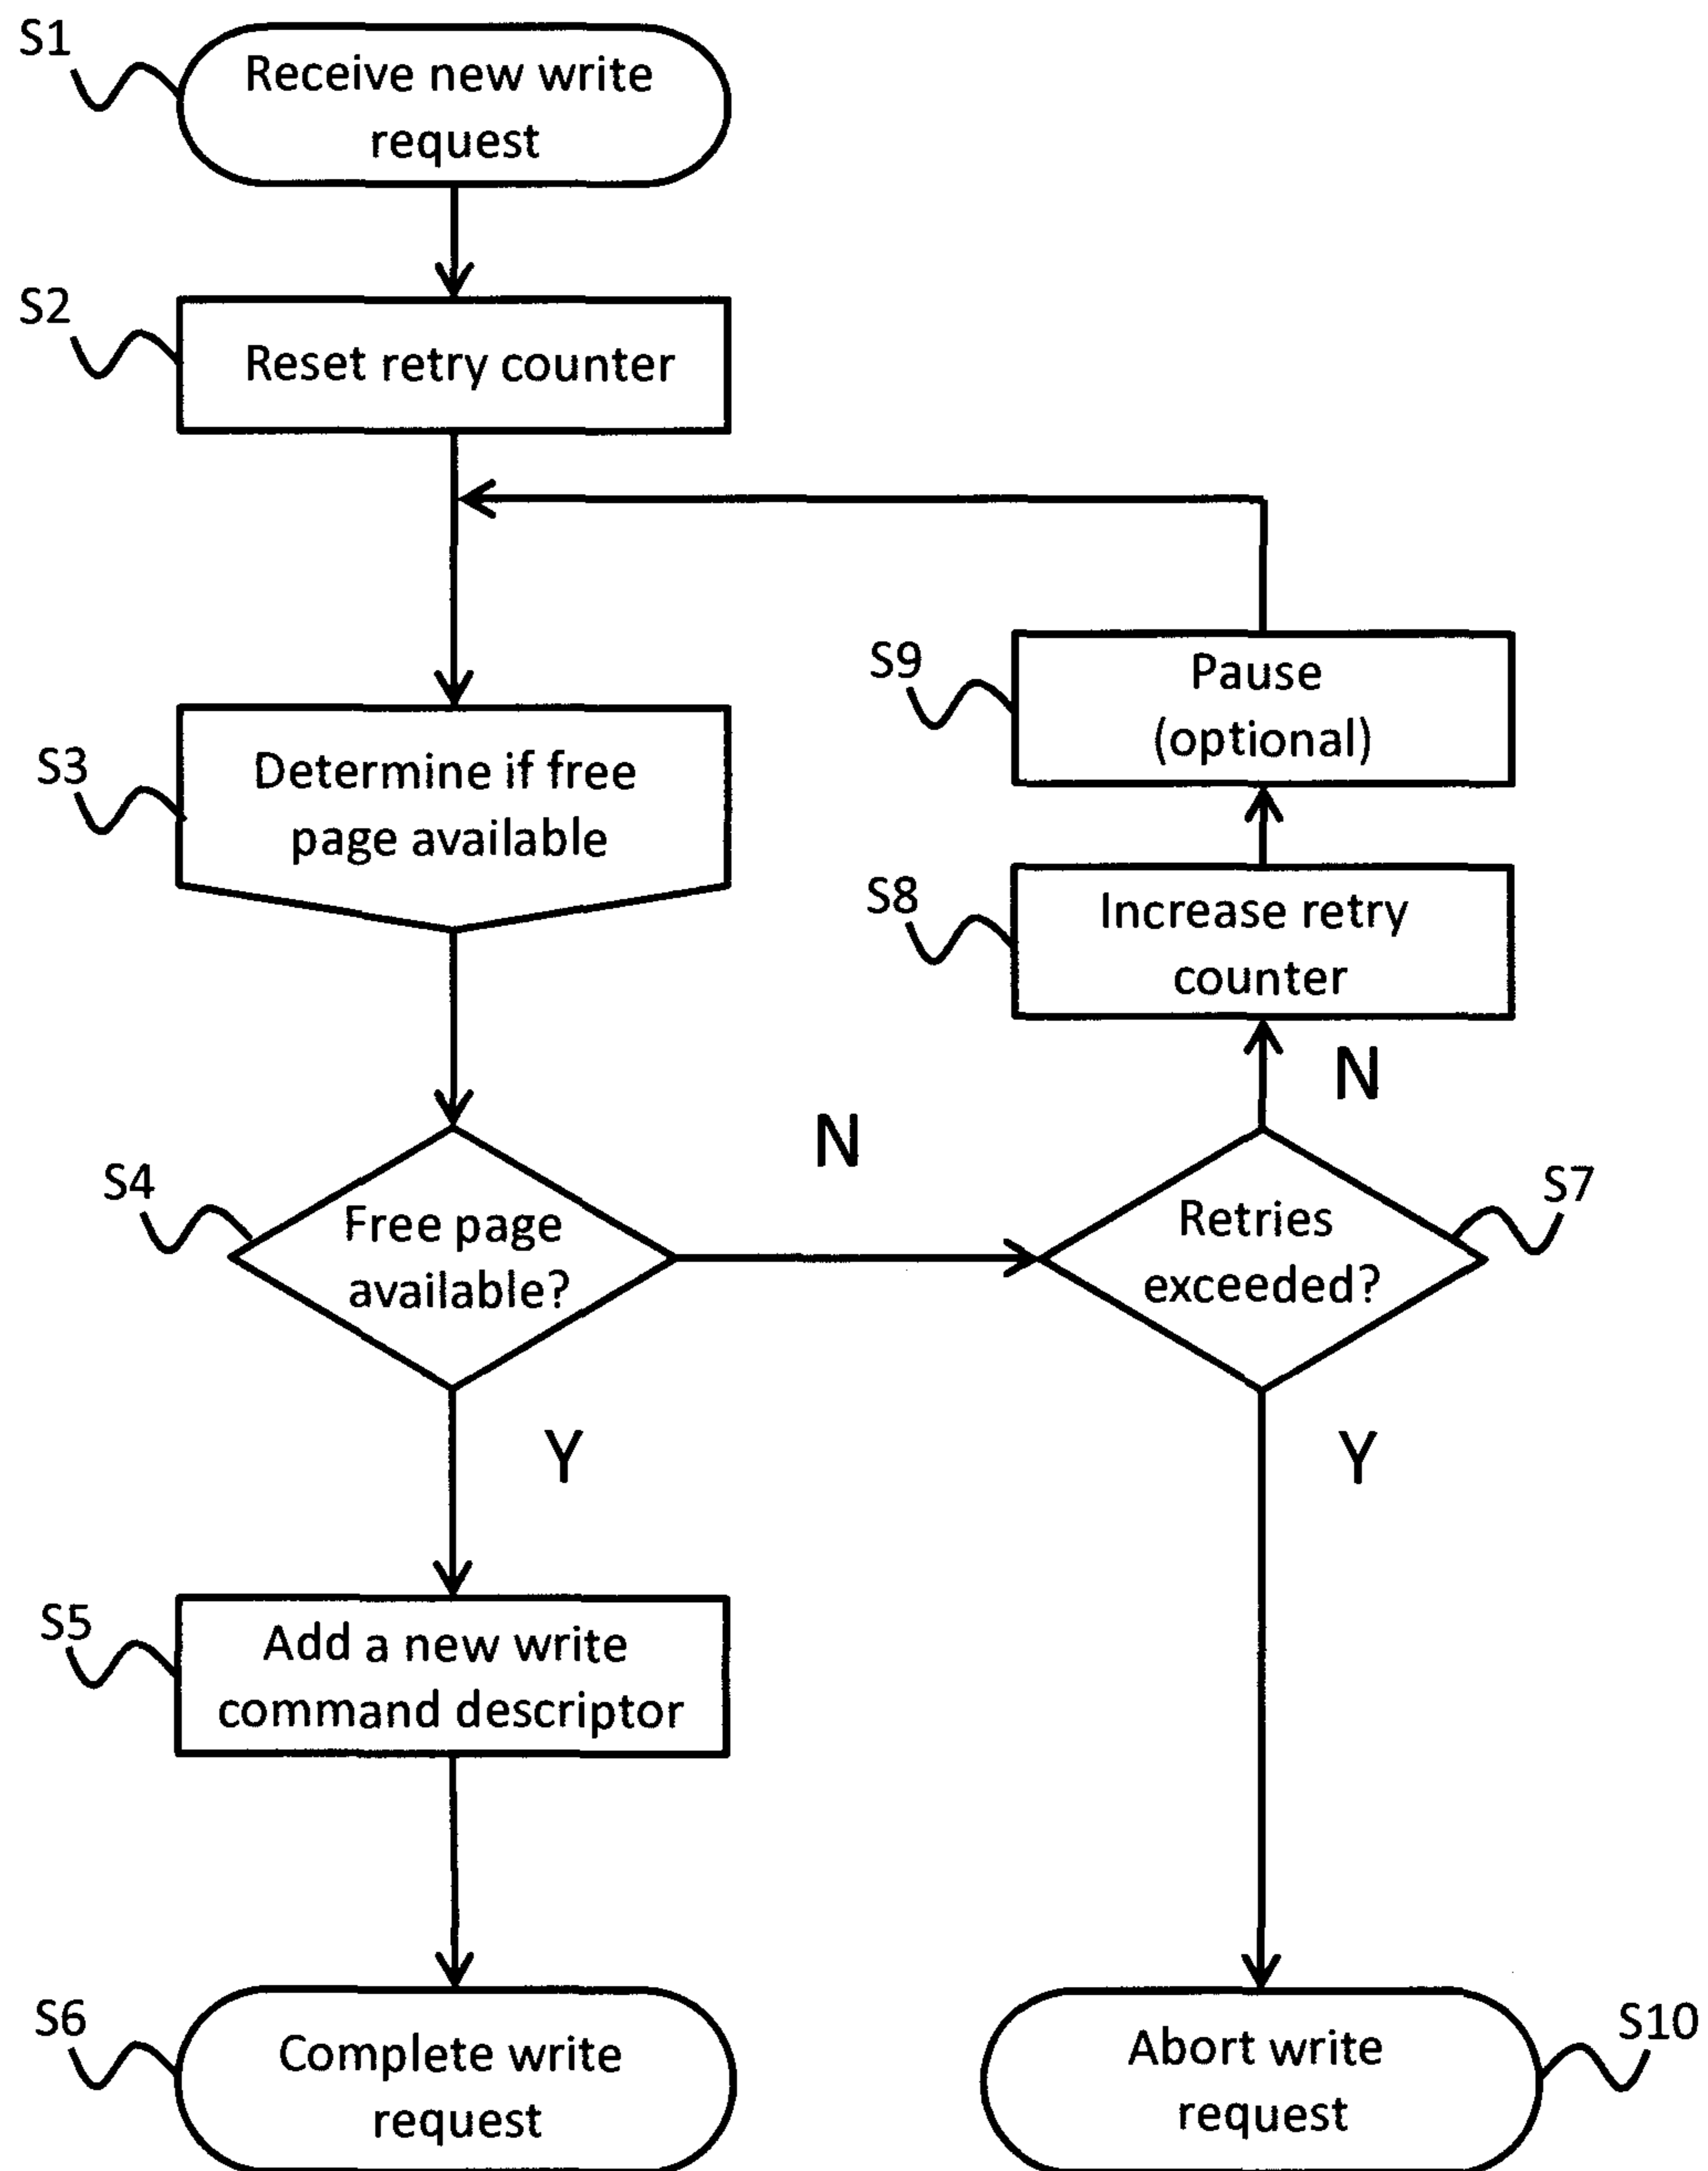 S1
Receive new write
request
S2
Reset retry counter
S9
Pause
(optional)
S3
Determine if free
page available
S8
Increase retry
counter
N
N
S4
Free page
available?
S7
Retries
exceeded?
Y
Y
S5
Add a new write
command descriptor
S6
Complete write
request
Abort write
request
S10